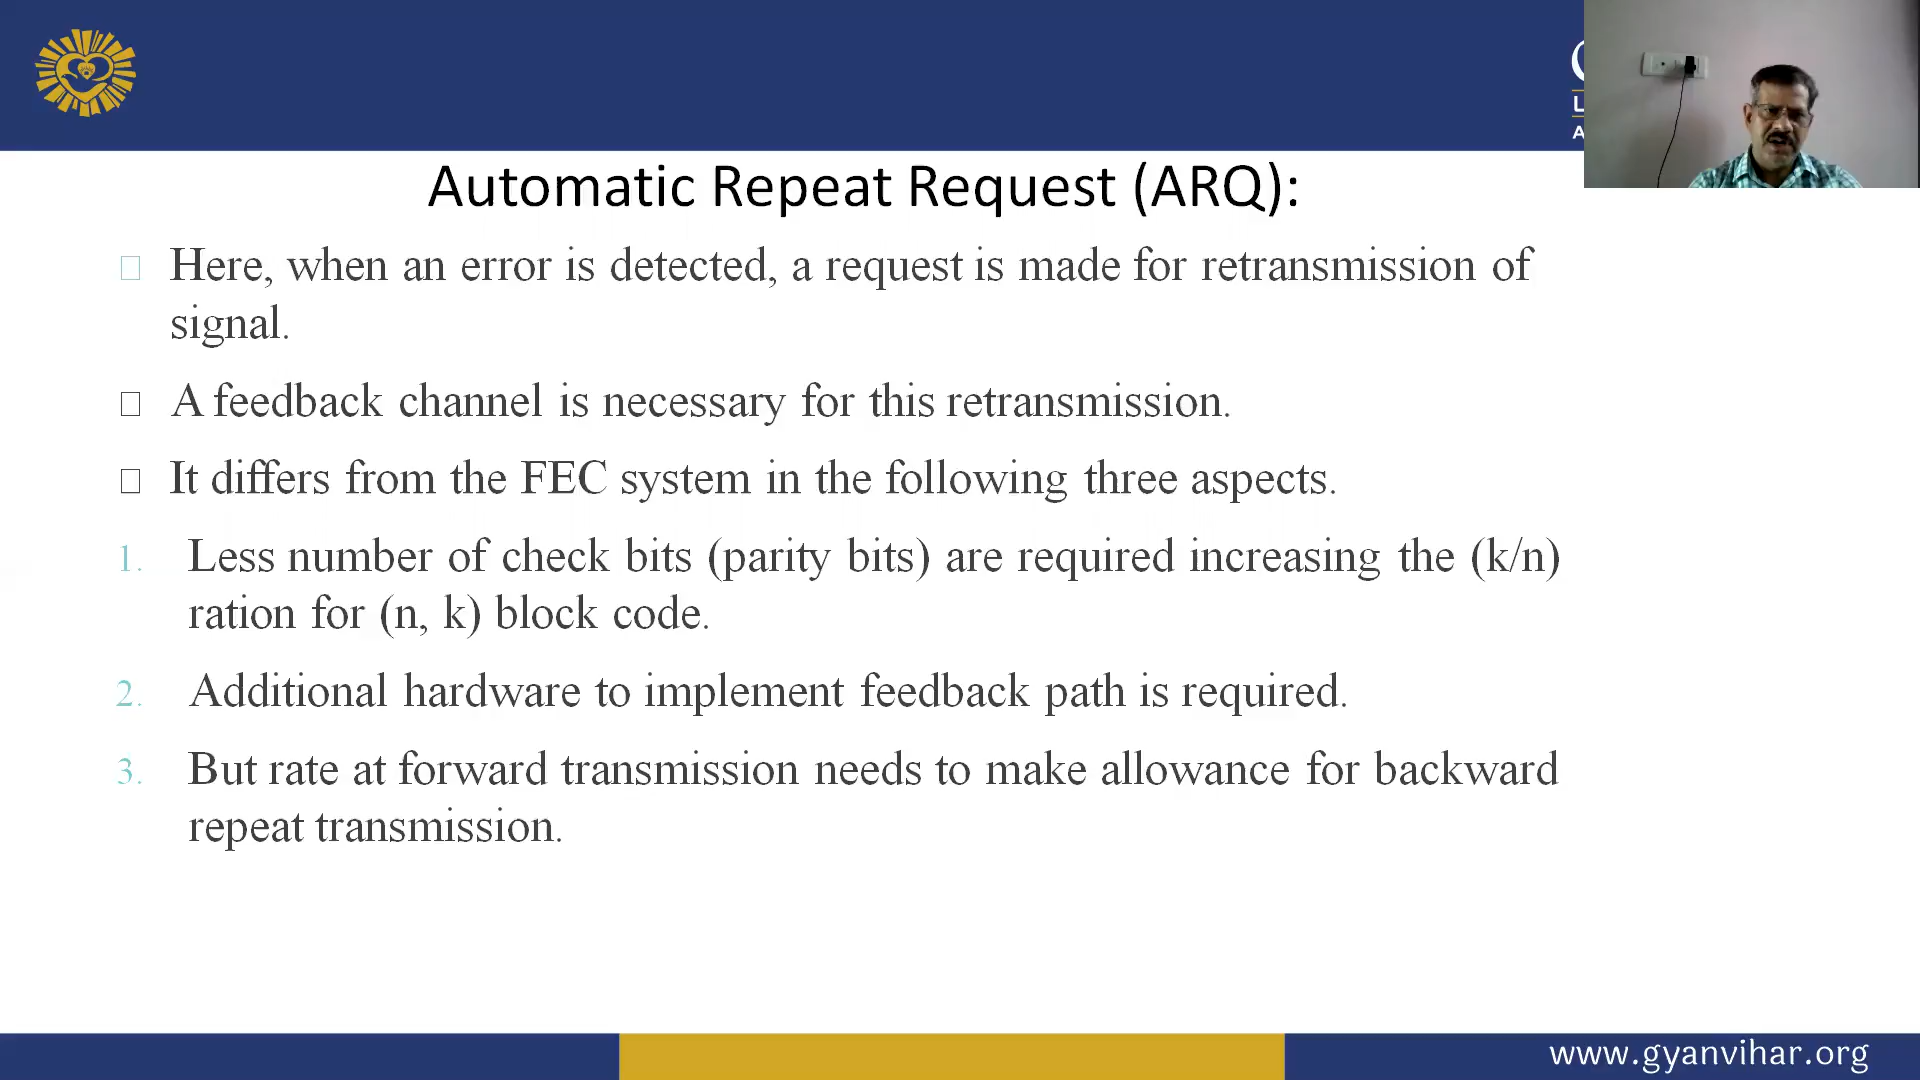 Automatic Repeat Request (ARQ):
Here, when an error is detected, a request is made for retransmission of
signal.
A feedback channel is necessary for this retransmission.
It differs from the FEC system in the following three aspects.
1. Less number of check bits (parity bits) are required increasing the (k/n)
ration for (n, k) block code.
2. Additional hardware to implement feedback path is required.
3. But rate at forward transmission needs to make allowance for backward
repeat transmission.
www.gyanvihar.org